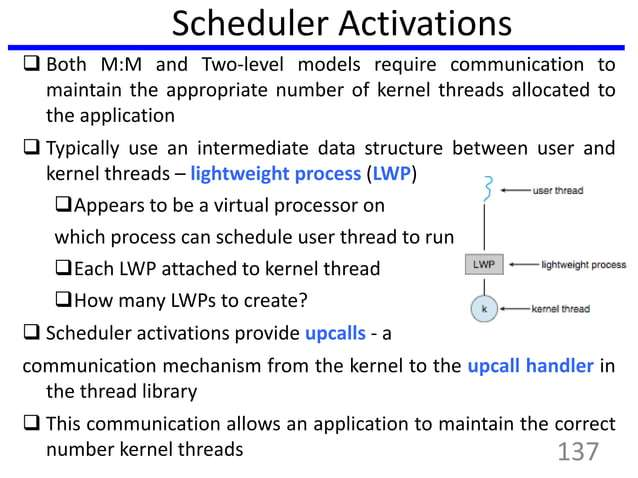 Scheduler Activations
❑ Both M:M and Two-level models require communication to
maintain the appropriate number of kernel threads allocated to
the application
❑ Typically use an intermediate data structure between user and
kernel threads – lightweight process (LWP)
❑Appears to be a virtual processor on
which process can schedule user thread to run
❑Each LWP attached to kernel thread
❑How many LWPs to create?
user thread
LWP
lightweight process
k
kernel thread
❑ Scheduler activations provide upcalls - a
communication mechanism from the kernel to the upcall handler in
the thread library
❑ This communication allows an application to maintain the correct
number kernel threads
137